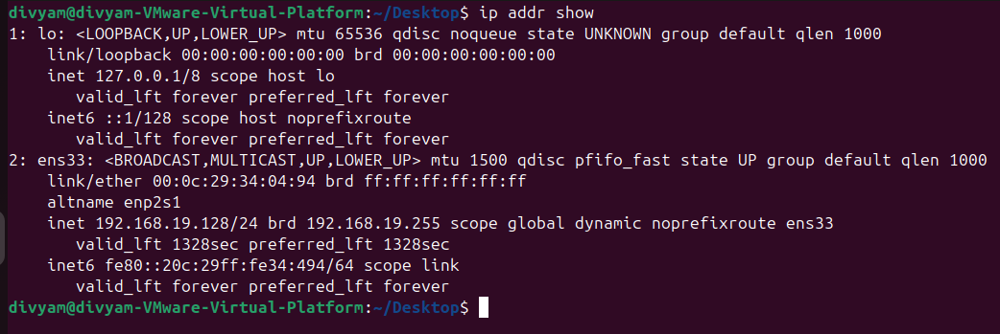 divyam@divyam-VMware-Virtual-Platform:~/Desktop$ ip addr show
1: lo: <LOOPBACK,UP,LOWER_UP> mtu 65536 qdisc noqueue state UNKNOWN group default qlen 1000
    link/loopback 00:00:00:00:00:00 brd 00:00:00:00:00:00
    inet 127.0.0.1/8 scope host lo
       valid_lft forever preferred_lft forever
    inet6 ::1/128 scope host noprefixroute
       valid_lft forever preferred_lft forever
2: ens33: <BROADCAST,MULTICAST,UP,LOWER_UP> mtu 1500 qdisc pfifo_fast state UP group default qlen 1000
    link/ether 00:0c:29:34:04:94 brd ff:ff:ff:ff:ff:ff
    altname enp2s1
    inet 192.168.19.128/24 brd 192.168.19.255 scope global dynamic noprefixroute ens33
       valid_lft 1328sec preferred_lft 1328sec
    inet6 fe80::20c:29ff:fe34:494/64 scope link
       valid_lft forever preferred_lft forever
divyam@divyam-VMware-Virtual-Platform:~/Desktop$